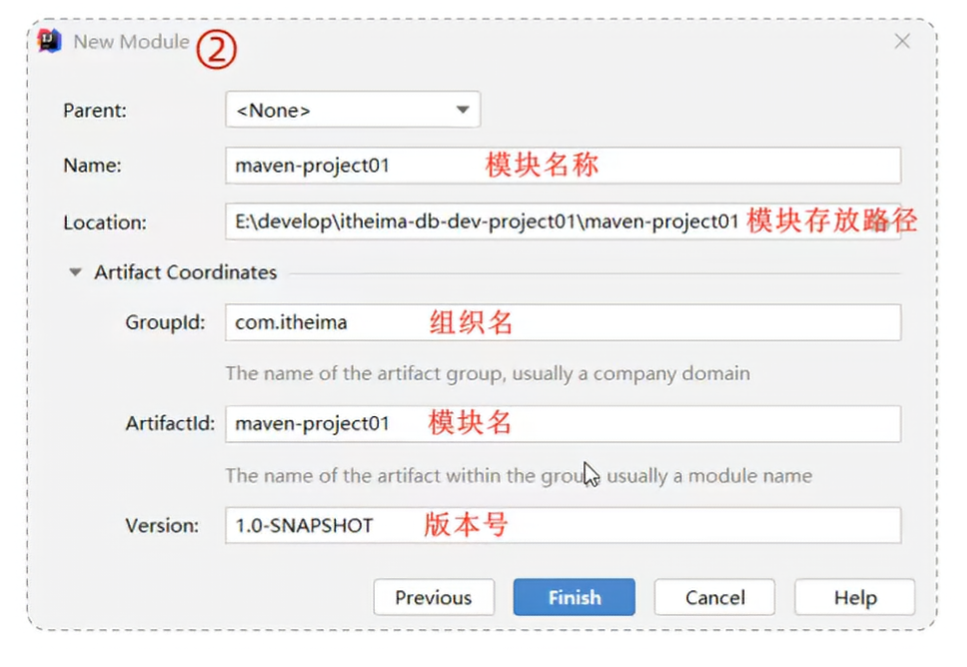 New Module ②
Parent: <None>
Name: maven-project01 模块名称
Location: E:\develop\itheima-db-dev-project01\maven-project01 模块存放路径
Artifact Coordinates
GroupId: com.itheima 组织名
The name of the artifact group, usually a company domain
ArtifactId: maven-project01 模块名
The name of the artifact within the group, usually a module name
Version: 1.0-SNAPSHOT 版本号
Previous Finish Cancel Help